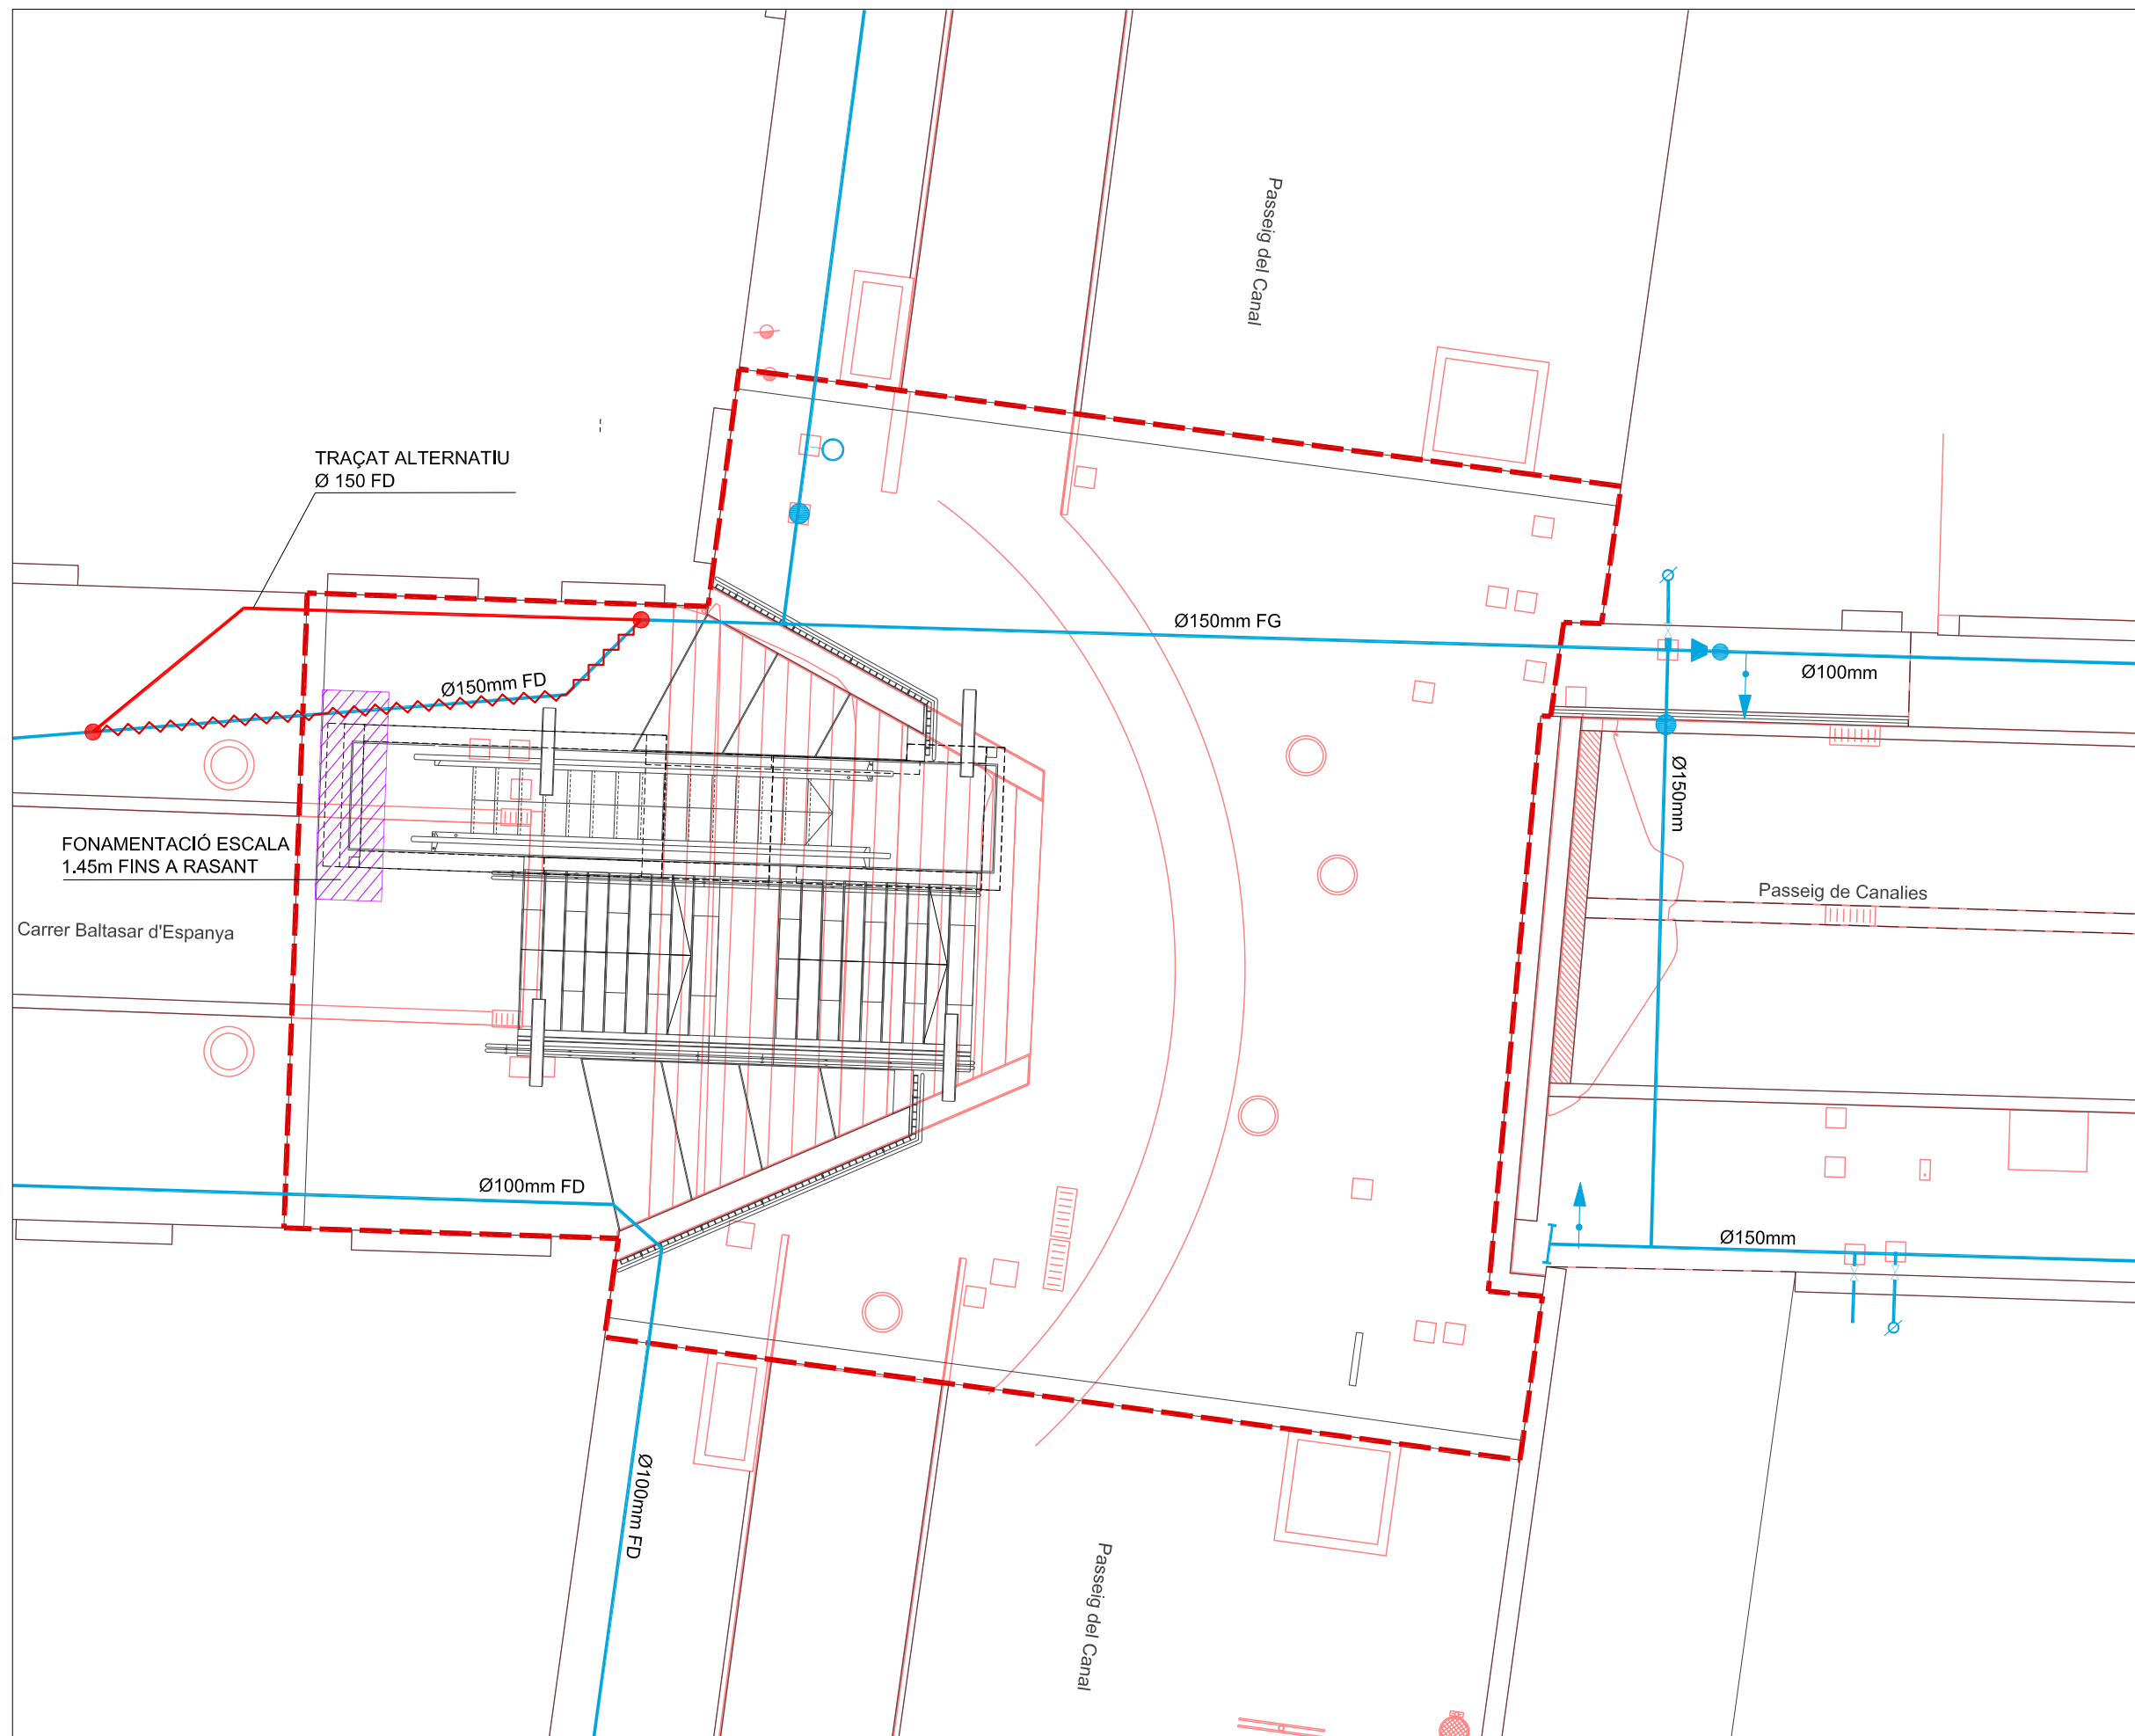 Passeig del Canal
TRAÇAT ALTERNATIU
Ø 150 FD
Ø150mm FG
Ø100mm
Ø150mm FD
Ø150mm
FONAMENTACIÓ ESCALA
1.45m FINS A RASANT
Passeig de Canalies
Carrer Baltasar d'Espanya
Ø100mm FD
Ø150mm
Ø100mm FD
Passeig del Canal